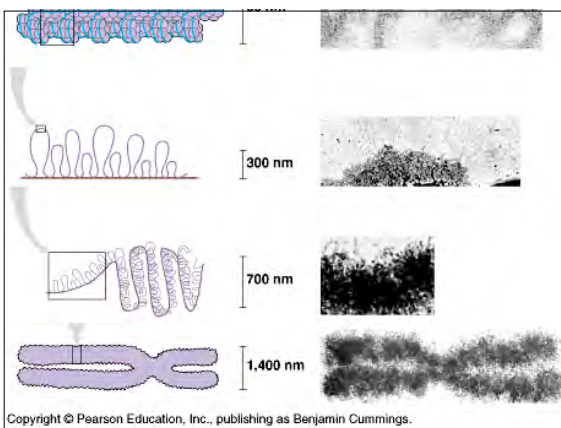 300 nm
700 nm
1,400 nm
Copyright © Pearson Education, Inc., publishing as Benjamin Cummings.